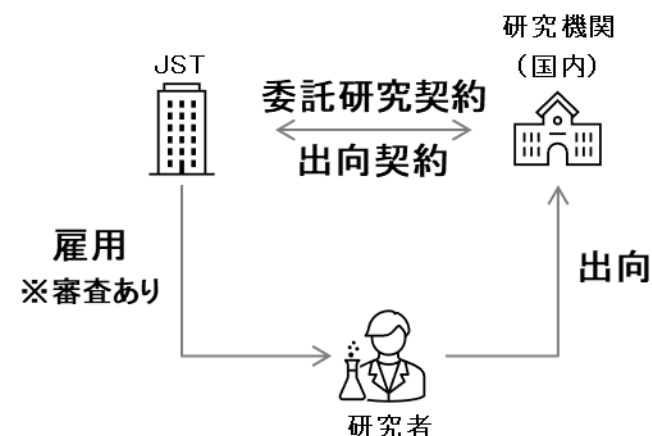 研究機関
（国内）
JST
委託研究契約
出向契約
雇用
※審査あり
出向
研究者